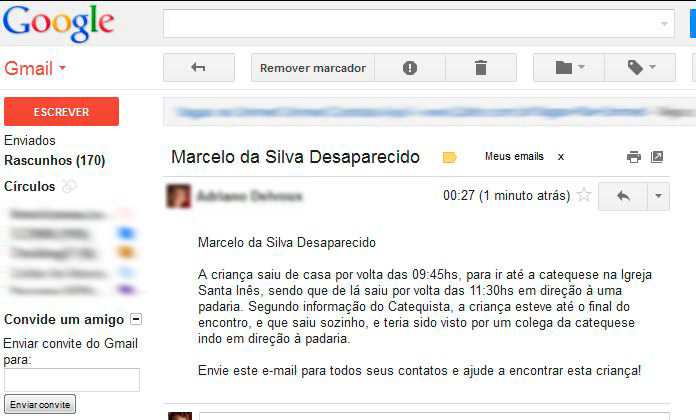 Google
Gmail
Remover marcador
ESCREVER
Enviados
Rascunhos (170)
Círculos
Convide um amigo
Enviar convite do Gmail
para:
Enviar convite
Marcelo da Silva Desaparecido
Meus emails x
00:27 (1 minuto atrás)
Marcelo da Silva Desaparecido
A criança saiu de casa por volta das 09:45hs, para ir até a catequese na Igreja
Santa Inês, sendo que de lá saiu por volta das 11:30hs em direção à uma
padaria. Segundo informação do Catequista, a criança esteve até o final do
encontro, e que saiu sozinho, e teria sido visto por um colega da catequese
indo em direção à padaria.
Envie este e-mail para todos seus contatos e ajude a encontrar esta criança!